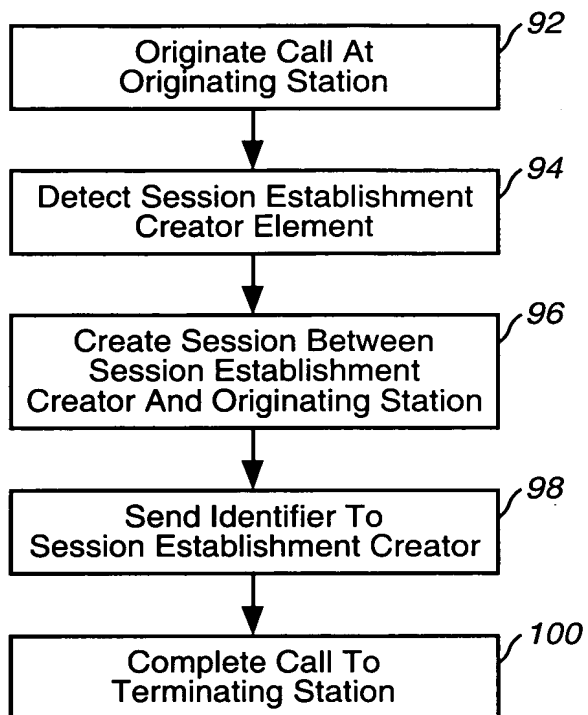 92
Originate Call At
Originating Station
94
Detect Session Establishment
Creator Element
96
Create Session Between
Session Establishment
Creator And Originating Station
98
Send Identifier To
Session Establishment Creator
100
Complete Call To
Terminating Station